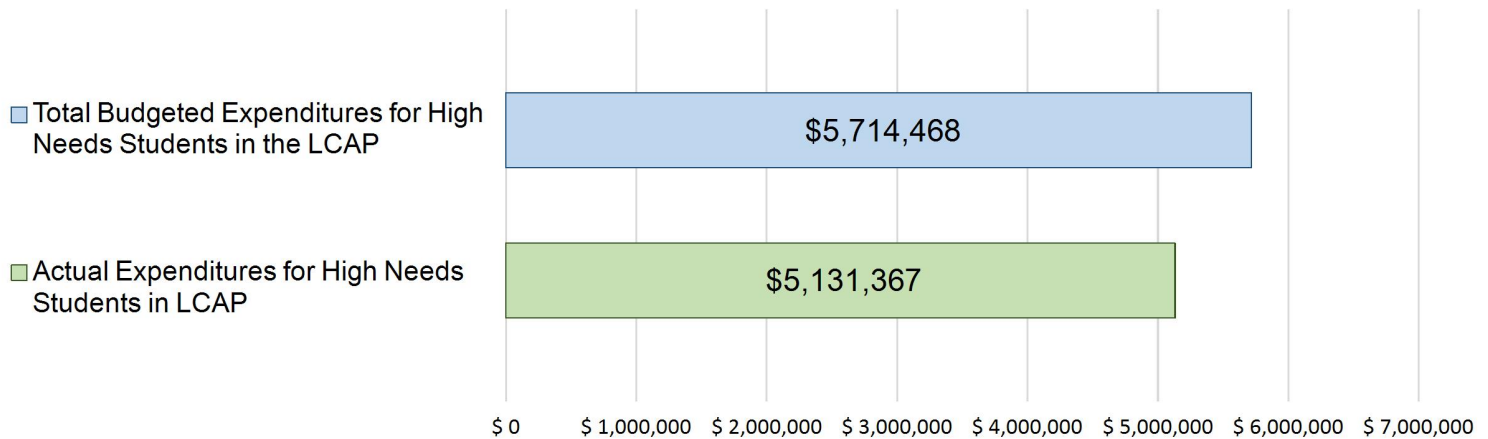 Total Budgeted Expenditures for High
Needs Students in the LCAP
$5,714,468
Actual Expenditures for High Needs
Students in LCAP
$5,131,367
$ 0 $ 1,000,000 $ 2,000,000 $ 3,000,000 $ 4,000,000 $ 5,000,000 $ 6,000,000 $ 7,000,000